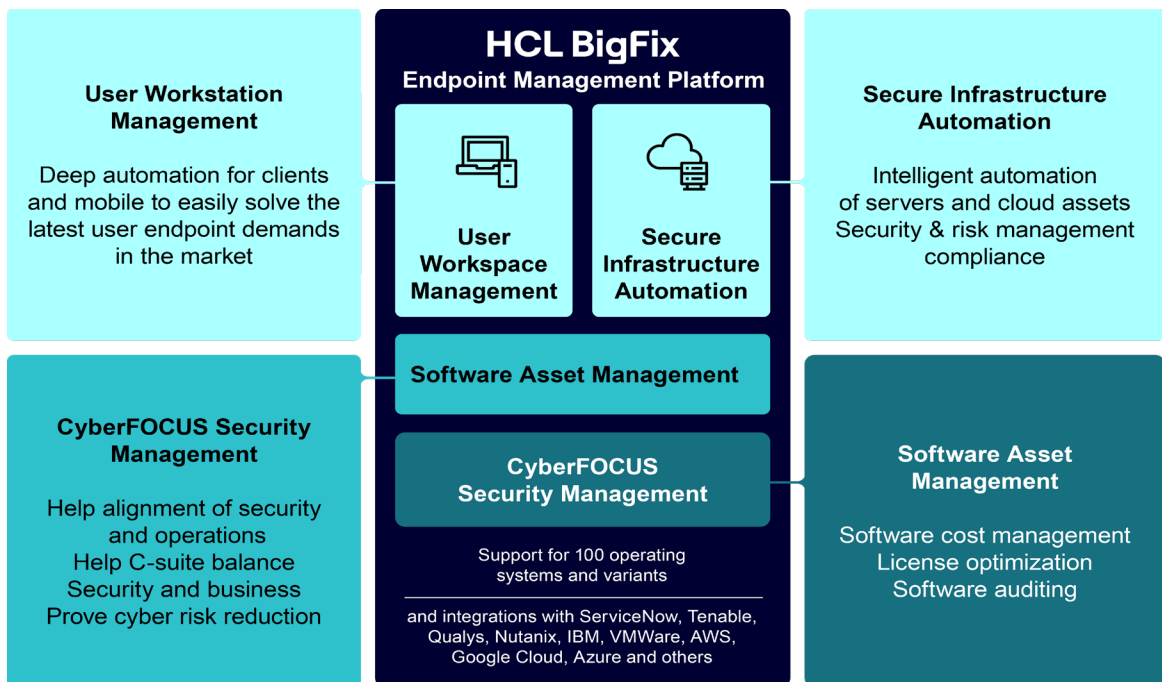 User Workstation
Management
Deep automation for clients
and mobile to easily solve the
latest user endpoint demands
in the market
CyberFOCUS Security
Management
Help alignment of security
and operations
Help C-suite balance
Security and business
Prove cyber risk reduction
HCL BigFix
Endpoint Management Platform
User
Workspace
Management
Secure
Infrastructure
Automation
Software Asset Management
CyberFOCUS
Security Management
Support for 100 operating
systems and variants
and integrations with ServiceNow, Tenable,
Qualys, Nutanix, IBM, VMWare, AWS,
Google Cloud, Azure and others
Secure Infrastructure
Automation
Intelligent automation
of servers and cloud assets
Security & risk management
compliance
Software Asset
Management
Software cost management
License optimization
Software auditing